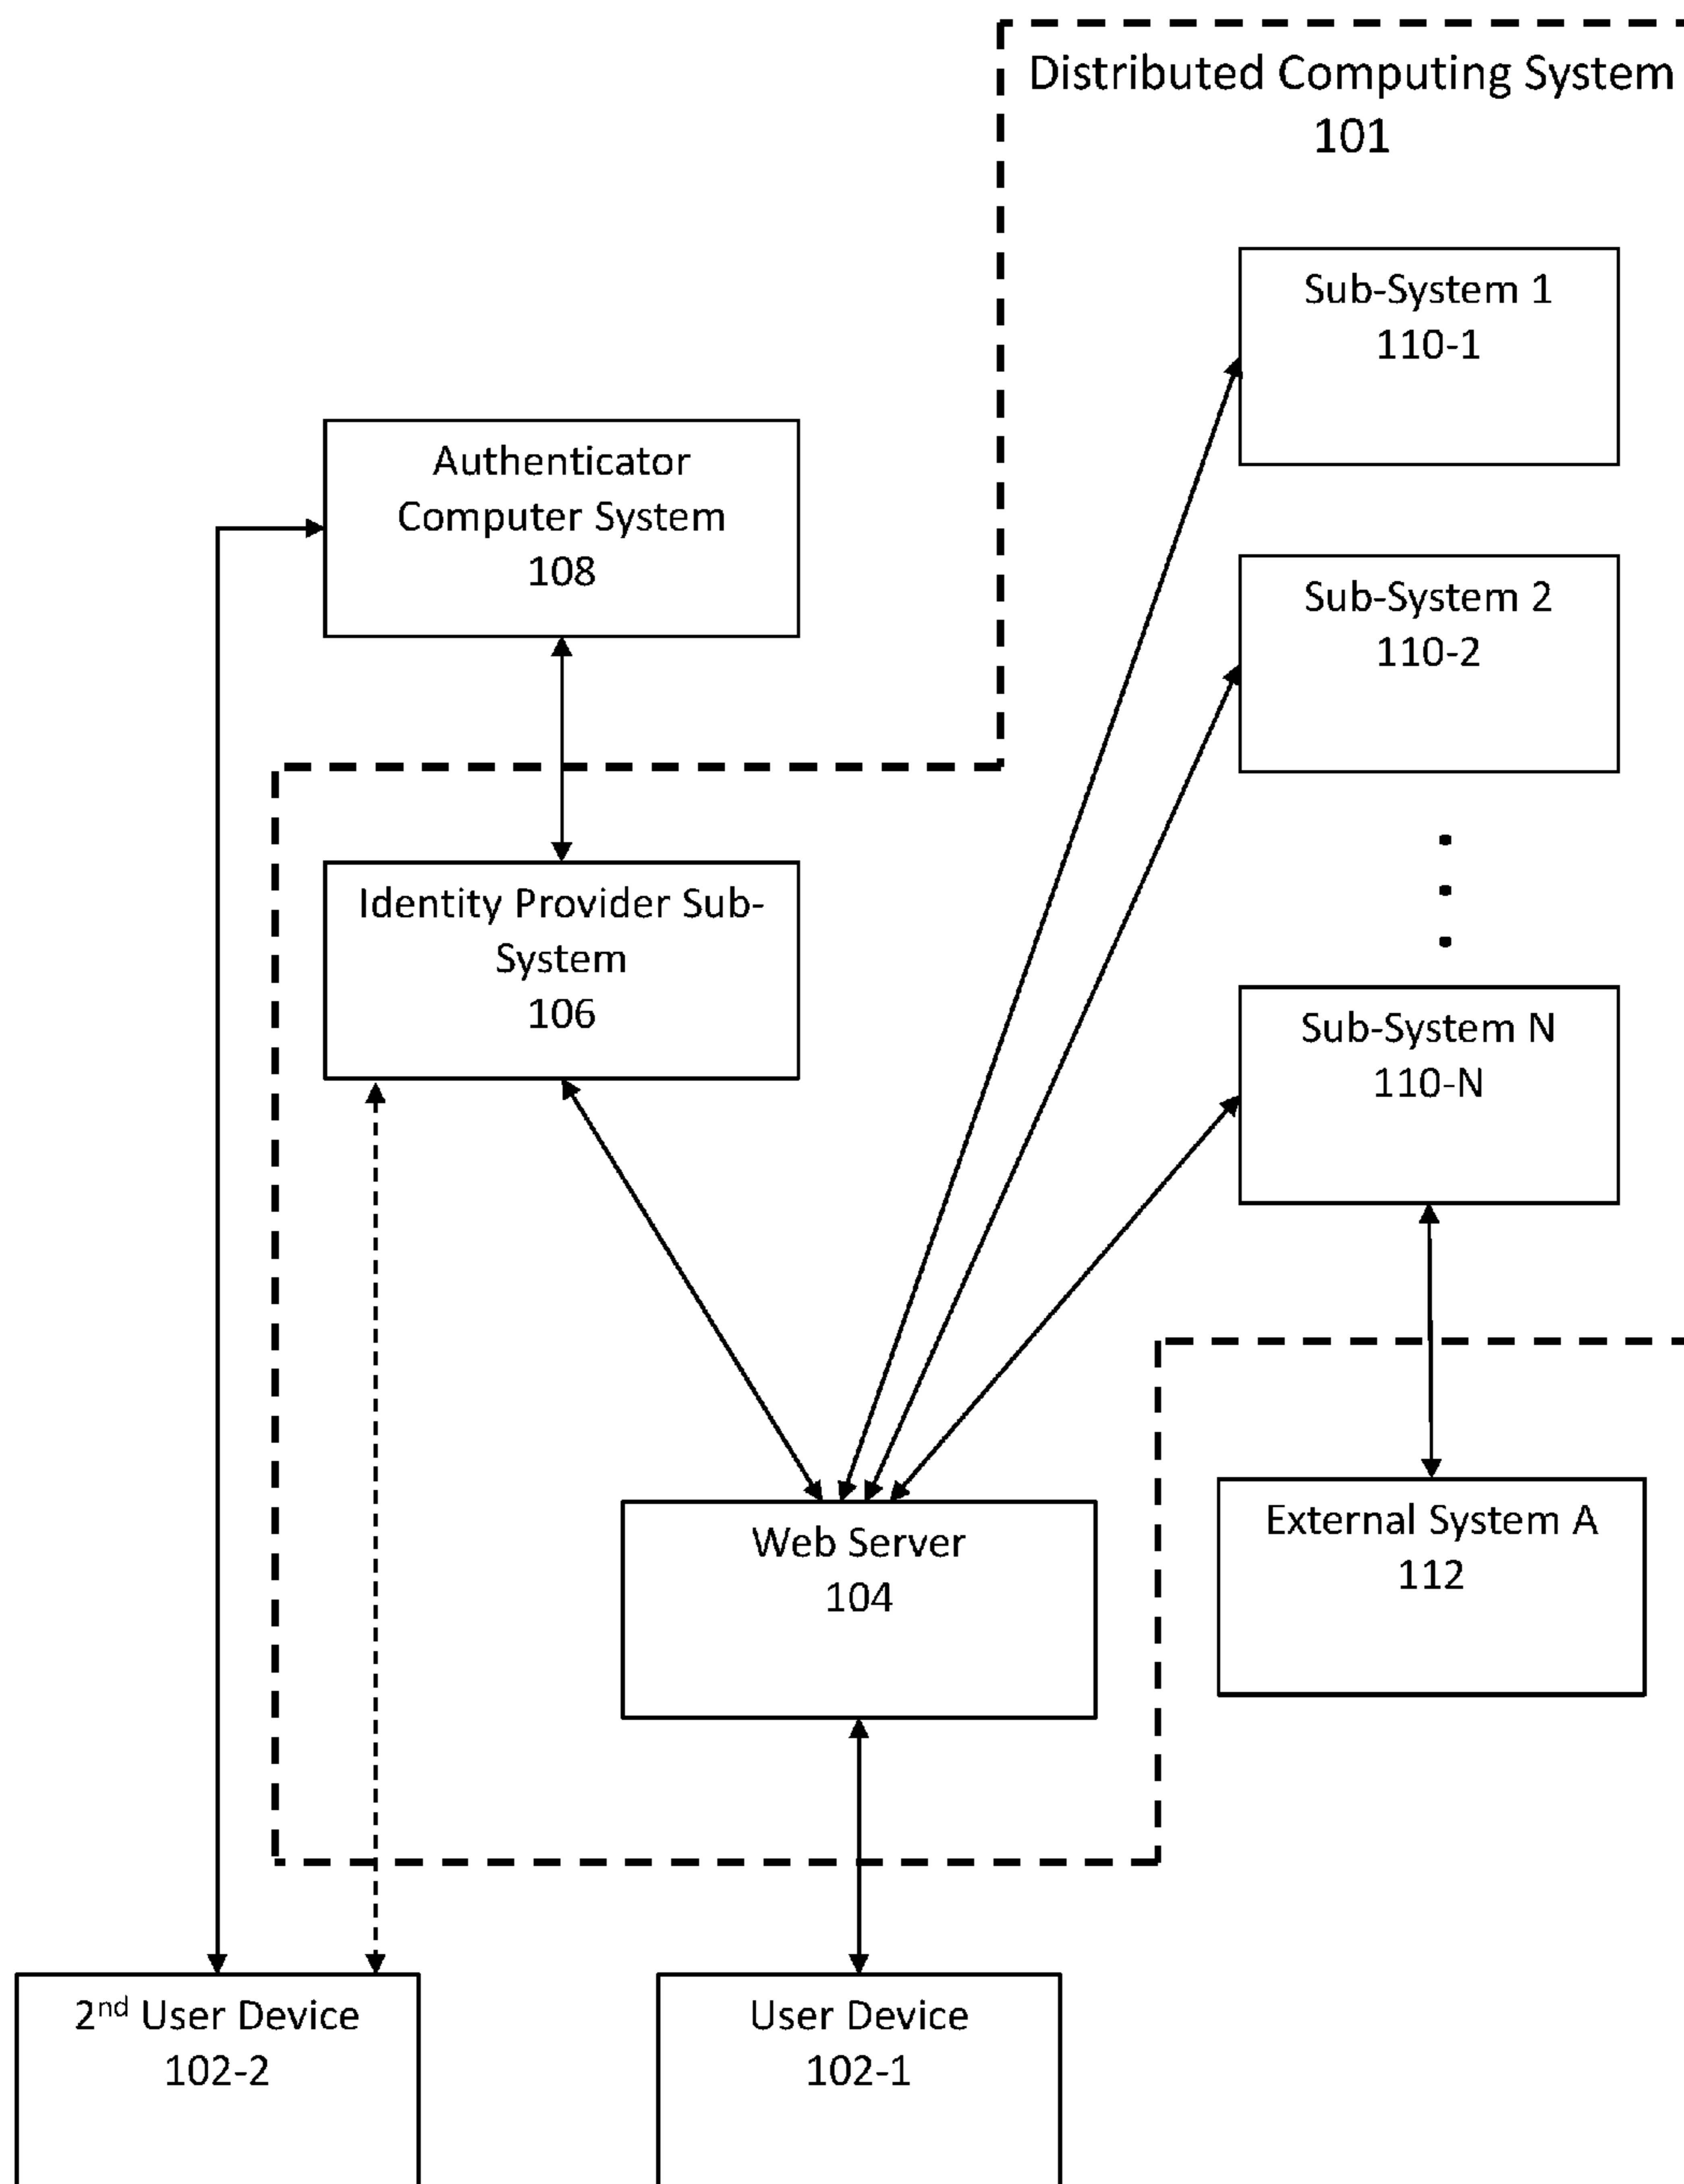 Distributed Computing System
101
Sub-System 1
110-1
Authenticator
Computer System
108
Sub-System 2
110-2
Identity Provider Sub-
System
106
Sub-System N
110-N
Web Server
104
External System A
112
2nd User Device
102-2
User Device
102-1